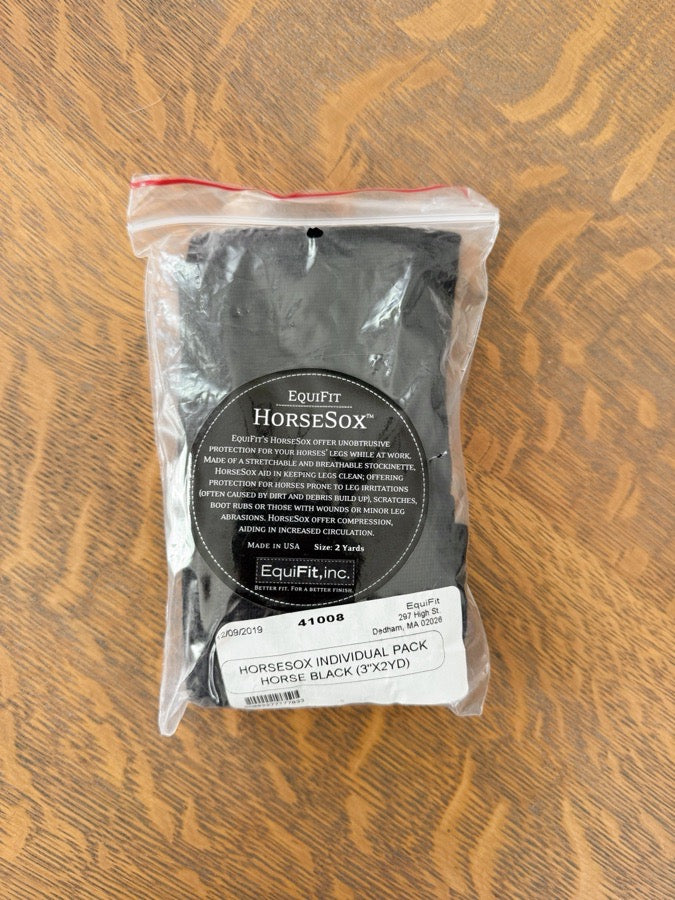 EQUIFIT
HORSESOX™
EQUIFIT'S HORSESOX OFFER UNOBTRUSIVE
PROTECTION FOR YOUR HORSES' LEGS WHILE AT WORK.
MADE OF A STRETCHABLE AND BREATHABLE STOCKINETTE,
HORSESOX AID IN KEEPING LEGS CLEAN; OFFERING
PROTECTION FOR HORSES PRONE TO LEG IRRITATIONS
(OFTEN CAUSED BY DIRT AND DEBRIS BUILD UP), SCRATCHES,
BOOT RUBS OR THOSE WITH WOUNDS OR MINOR LEG
ABRASIONS. HORSESOX OFFER COMPRESSION,
AIDING IN INCREASED CIRCULATION.
MADE IN USA Size: 2 Yards
EquiFit,inc.
BETTER FIT. FOR A BETTER FINISH.
2/09/2019 41008 EquiFit
297 High St.
Dedham, MA 02026
HORSESOX INDIVIDUAL PACK
HORSE BLACK (3"X2YD)